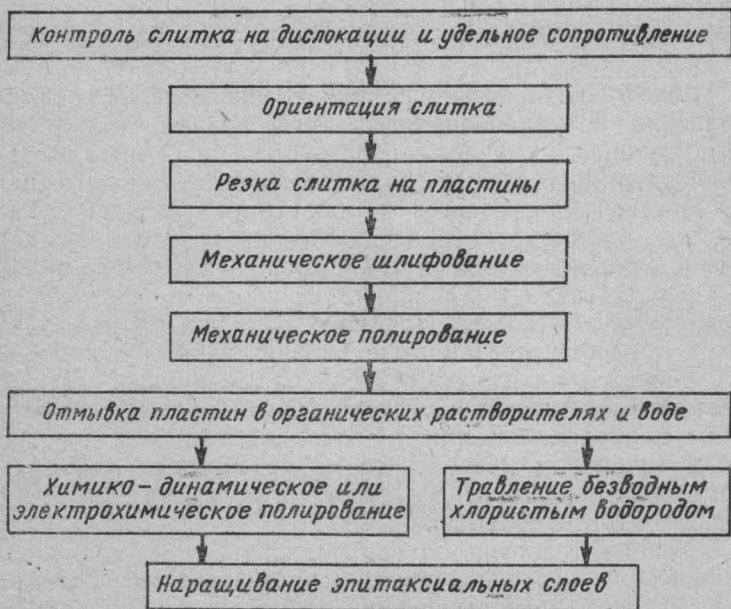 Контроль слитка на дислокации и удельное сопротивление
Ориентация слитка
Резка слитка на пластины
Механическое шлифование
Механическое полирование
Отмывка пластин в органических растворителях и воде
Химико – динамическое или
электрохимическое полирование
Травление безводным
хлористым водородом
Наращивание эпитаксиальных слоев